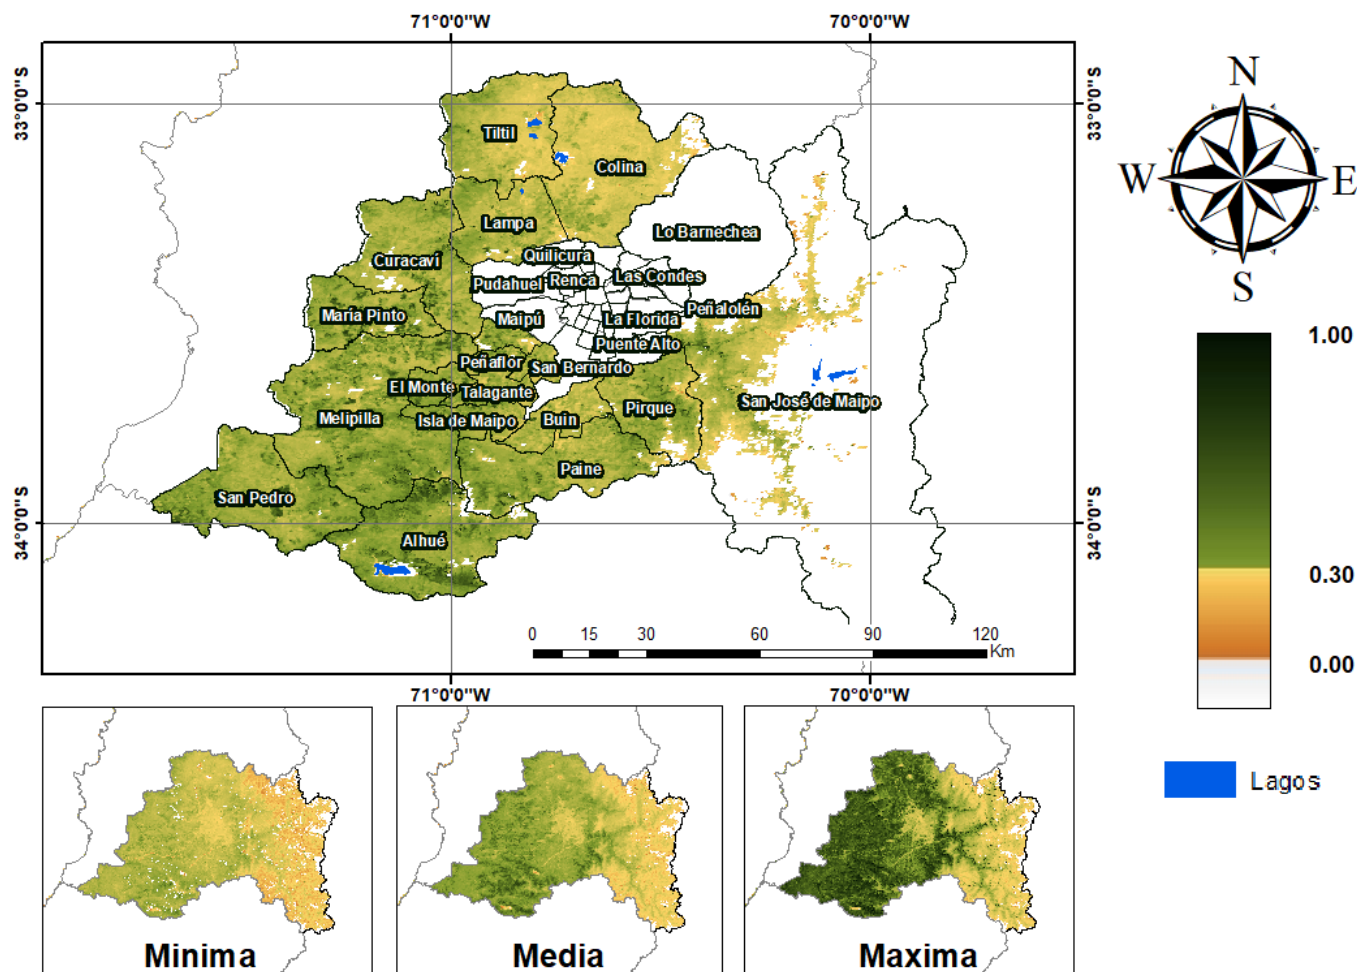 71°0'0"W
70°0'0"W
33°0'0"S
33°0'0"S
N
W
E
S
Tiltil
Colina
Lampa
Lo Barnechea
Quilicura
Curacaví
Pudahuel
Renca
Las Condes
María Pinto
Maipú
La Florida
Peñalolén
Puente Alto
Peñaflor
San Bernardo
El Monte
Talagante
San José de Maipo
Melipilla
Isla de Maipo
Buin
Pirque
Paine
San Pedro
Alhué
34°0'0"S
34°0'0"S
0 15 30 60 90 120
Km
71°0'0"W
70°0'0"W
1.00
0.30
0.00
Lagos
Minima
Media
Maxima